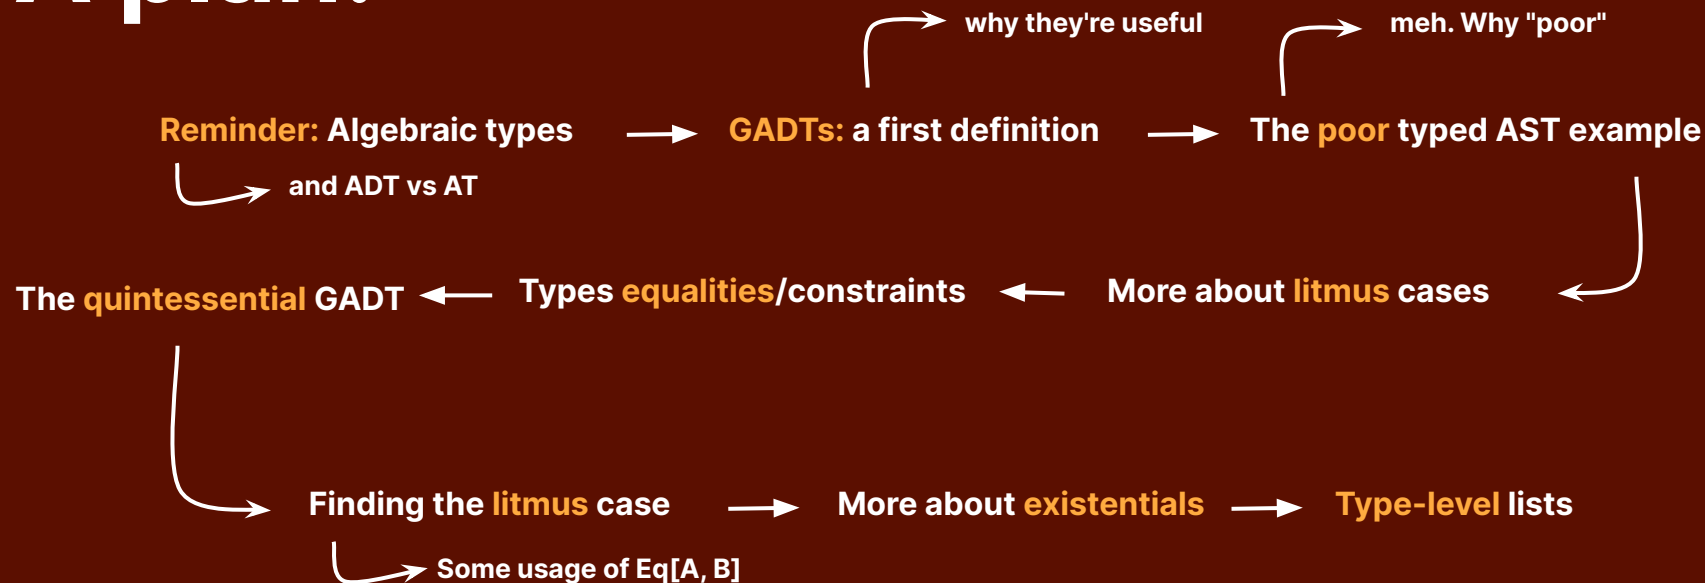 A plan:
why they're useful
meh. Why "poor"
Reminder: Algebraic types
GADTs: a first definition
The poor typed AST example
and ADT vs AT
The quintessential GADT
Types equalities/constraints
More about litmus cases
Finding the litmus case
More about existentials
Type-level lists
Some usage of Eq[A, B]